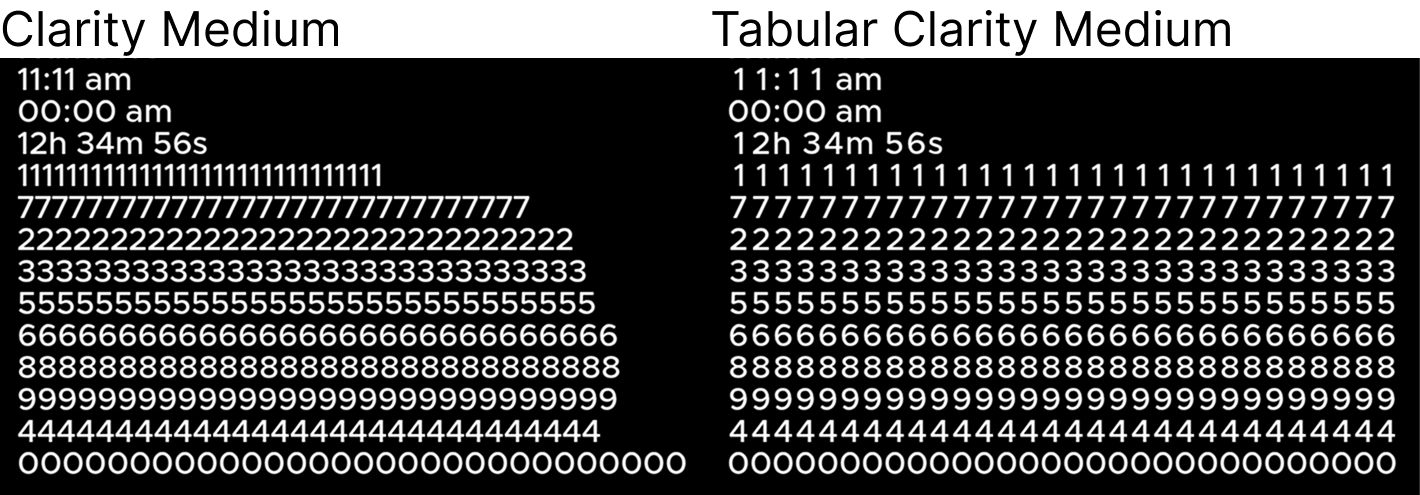 Clarity Medium
11:11 am
00:00 am
12h 34m 56s
111111111111111111111111111111
777777777777777777777777777777
222222222222222222222222222222
333333333333333333333333333333
555555555555555555555555555555
666666666666666666666666666666
888888888888888888888888888888
999999999999999999999999999999
444444444444444444444444444444
000000000000000000000000000000
Tabular Clarity Medium
11:11 am
00:00 am
12h 34m 56s
111111111111111111111111111111
777777777777777777777777777777
222222222222222222222222222222
333333333333333333333333333333
555555555555555555555555555555
666666666666666666666666666666
888888888888888888888888888888
999999999999999999999999999999
444444444444444444444444444444
000000000000000000000000000000